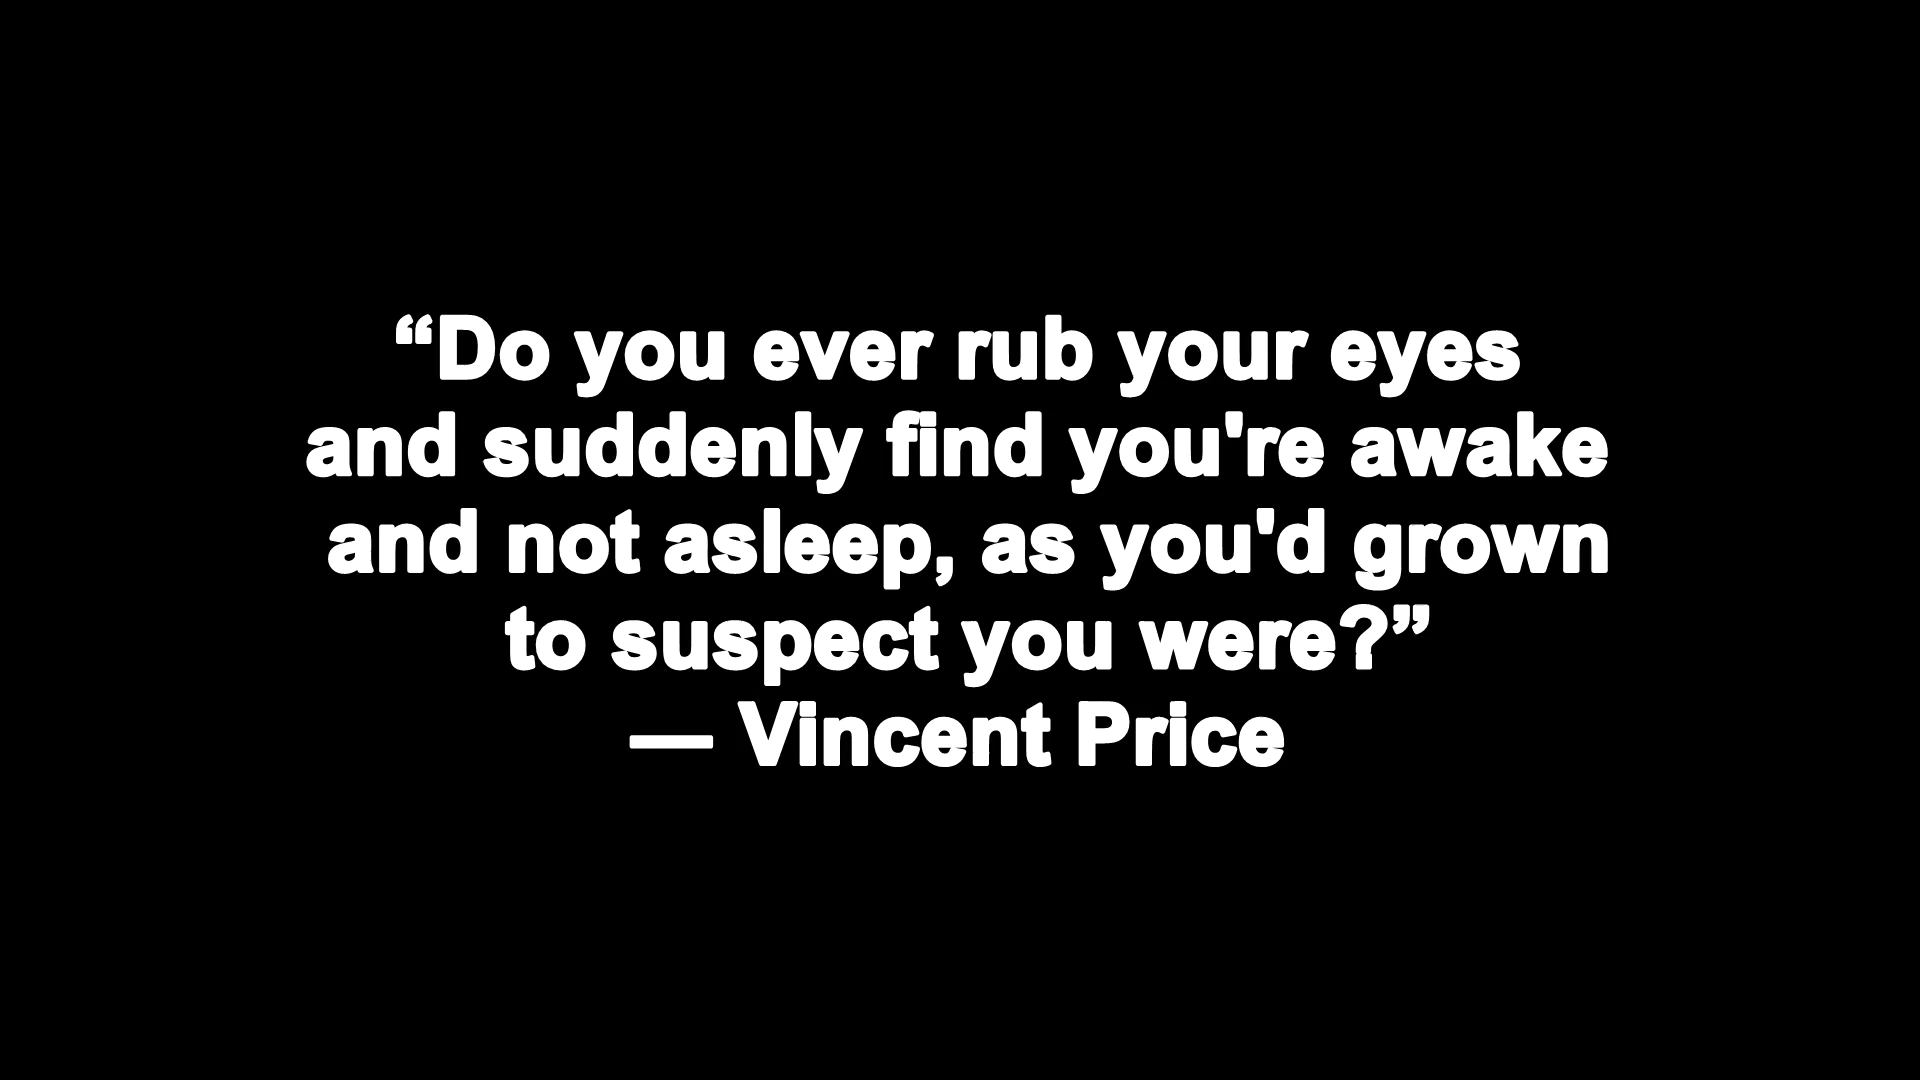 “Do you ever rub your eyes
and suddenly find you're awake
and not asleep, as you'd grown
to suspect you were?”
— Vincent Price